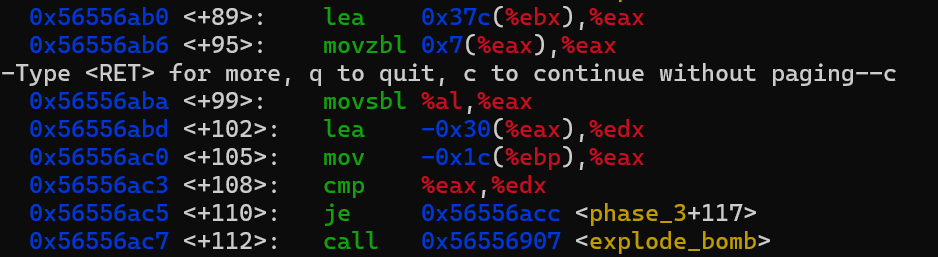 0x56556ab0 <+89>: lea 0x37c(%ebx),%eax
0x56556ab6 <+95>: movzbl 0x7(%eax),%eax
-Type <RET> for more, q to quit, c to continue without paging--c
0x56556aba <+99>: movsbl %al,%eax
0x56556abd <+102>: lea -0x30(%eax),%edx
0x56556ac0 <+105>: mov -0x1c(%ebp),%eax
0x56556ac3 <+108>: cmp %eax,%edx
0x56556ac5 <+110>: je 0x56556acc <phase_3+117>
0x56556ac7 <+112>: call 0x56556907 <explode_bomb>